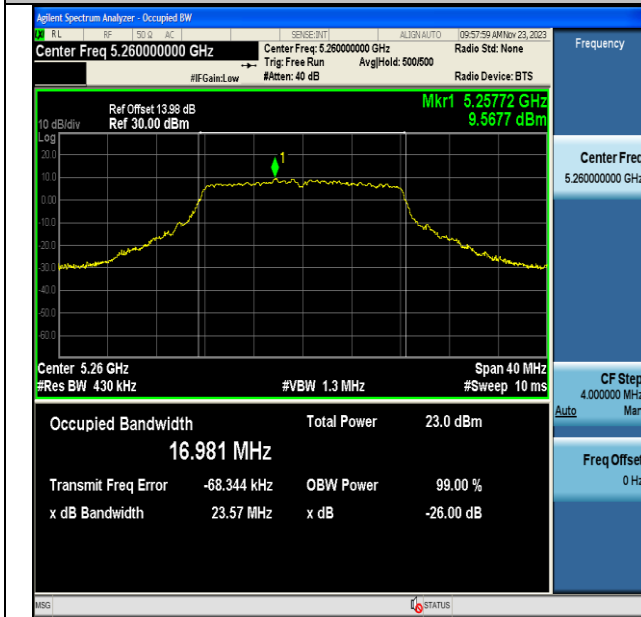 Agilent Spectrum Analyzer - Occupied BW
RL RF 50 Ω AC SENSE:INT ALIGN AUTO 09:57:59 AM Nov 23, 2023
Center Freq 5.260000000 GHz Center Freq: 5.260000000 GHz Radio Std: None Frequency
Trig: Free Run Avg|Hold: 500/500
#IFGain:Low #Atten: 40 dB Radio Device: BTS
Mkr1 5.25772 GHz
Ref Offset 13.98 dB
10 dB/div Ref 30.00 dBm 9.5677 dBm
Log
20.0
1
Center Freq
10.0
5.260000000 GHz
0.00
-10.0
-20.0
-30.0
-40.0
-50.0
-60.0
Center 5.26 GHz Span 40 MHz
#Res BW 430 kHz #VBW 1.3 MHz #Sweep 10 ms
CF Step
4.000000 MHz
Auto Man
Occupied Bandwidth Total Power 23.0 dBm
16.981 MHz
Freq Offset
0 Hz
Transmit Freq Error -68.344 kHz OBW Power 99.00 %
x dB Bandwidth 23.57 MHz x dB -26.00 dB
MSG STATUS